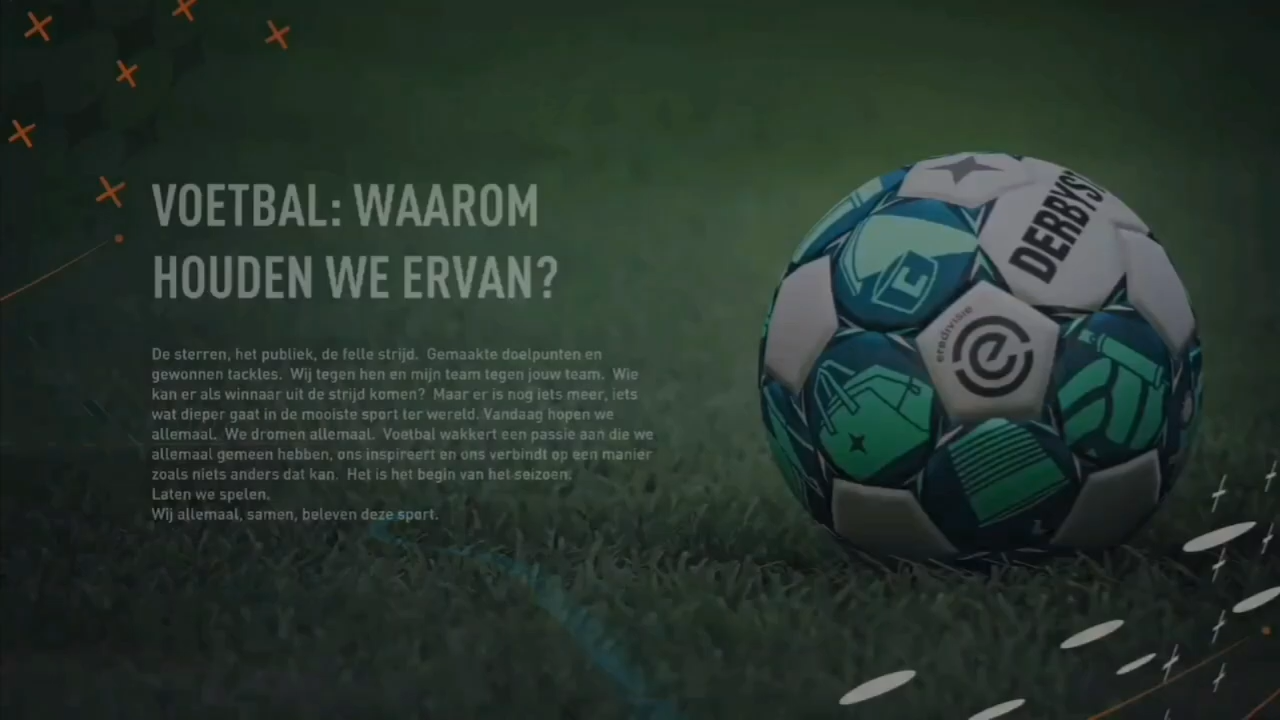 VOETBAL: WAAROM
HOUDEN WE ERVAN?
De sterren, het publiek, de felle strijd. Gemaakte doelpunten en
gewonnen tackles. Wij tegen hen en mijn team tegen jouw team. Wie
kan er als winnaar uit de strijd komen? Maar er is nog iets meer, iets
wat dieper gaat in de mooiste sport ter wereld. Vandaag hopen we
allemaal. We dromen allemaal. Voetbal wakkert een passie aan die we
allemaal gemeen hebben, ons inspireert en ons verbindt op een manier
zoals niets anders dat kan. Het is het begin van het seizoen.
Laten we spelen.
Wij allemaal, samen, beleven deze sport.
DERBYST
eredivisie